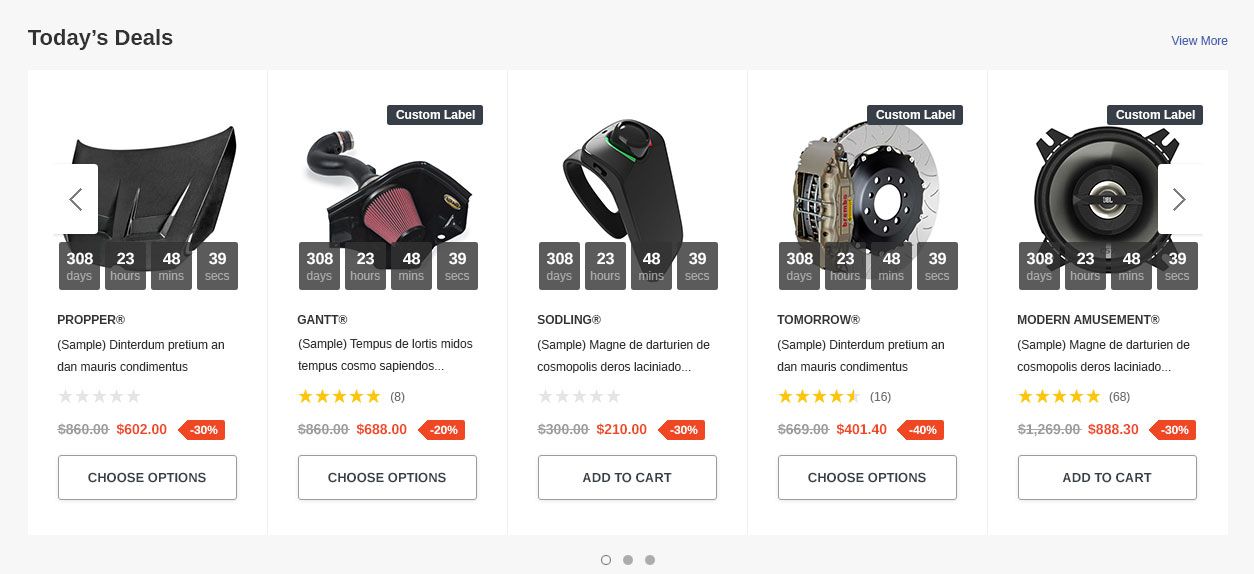 Today’s Deals
View More
308 23 48 39
days hours mins secs
PROPPER®
(Sample) Dinterdum pretium an
dan mauris condimentus
$860.00 $602.00 -30%
CHOOSE OPTIONS
Custom Label
308 23 48 39
days hours mins secs
GANTT®
(Sample) Tempus de lortis midos
tempus cosmo sapiendos...
(8)
$860.00 $688.00 -20%
CHOOSE OPTIONS
308 23 48 39
days hours mins secs
SODLING®
(Sample) Magne de darturien de
cosmopolis deros laciniado...
$300.00 $210.00 -30%
ADD TO CART
Custom Label
brembo
308 23 48 39
days hours mins secs
TOMORROW®
(Sample) Dinterdum pretium an
dan mauris condimentus
(16)
$669.00 $401.40 -40%
CHOOSE OPTIONS
Custom Label
JBL
308 23 48 39
days hours mins secs
MODERN AMUSEMENT®
(Sample) Magne de darturien de
cosmopolis deros laciniado...
(68)
$1,269.00 $888.30 -30%
ADD TO CART